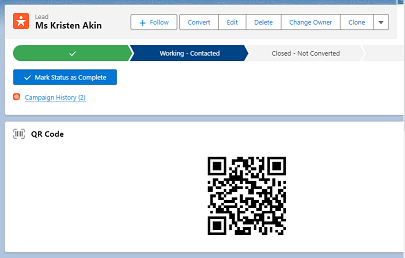 Lead
Ms Kristen Akin
+ Follow
Convert
Edit
Delete
Change Owner
Clone
Working - Contacted
Closed - Not Converted
Mark Status as Complete
Campaign History (2)
QR Code